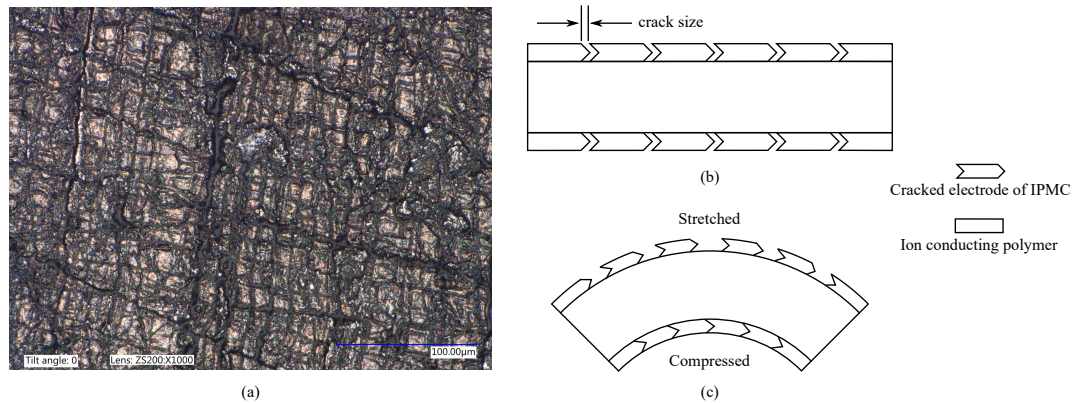 Tilt angle: 0
Lens: ZS200:X1000
100.00µm
(a)
crack size
(b)
Stretched
Compressed
(c)
Cracked electrode of IPMC
Ion conducting polymer